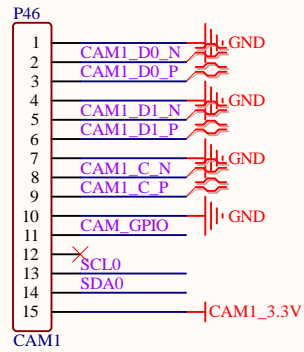 P46
1 GND
CAM1_D0_N
2
CAM1_D0_P
3
4 GND
CAM1_D1_N
5
CAM1_D1_P
6
7 GND
CAM1_C_N
8
CAM1_C_P
9
10 GND
CAM_GPIO
11
12
SCL0
13
SDA0
14
15 CAM1_3.3V
CAM1